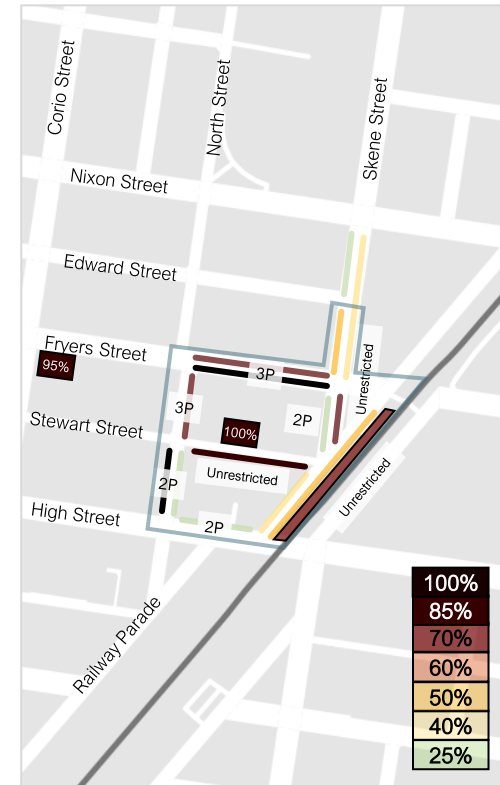 Corio Street
North Street
Skene Street
Nixon Street
Edward Street
Fryers Street
95%
3P
Unrestricted
3P
2P
100%
Stewart Street
Unrestricted
2P
Unrestricted
High Street
2P
Railway Parade
100%
85%
70%
60%
50%
40%
25%